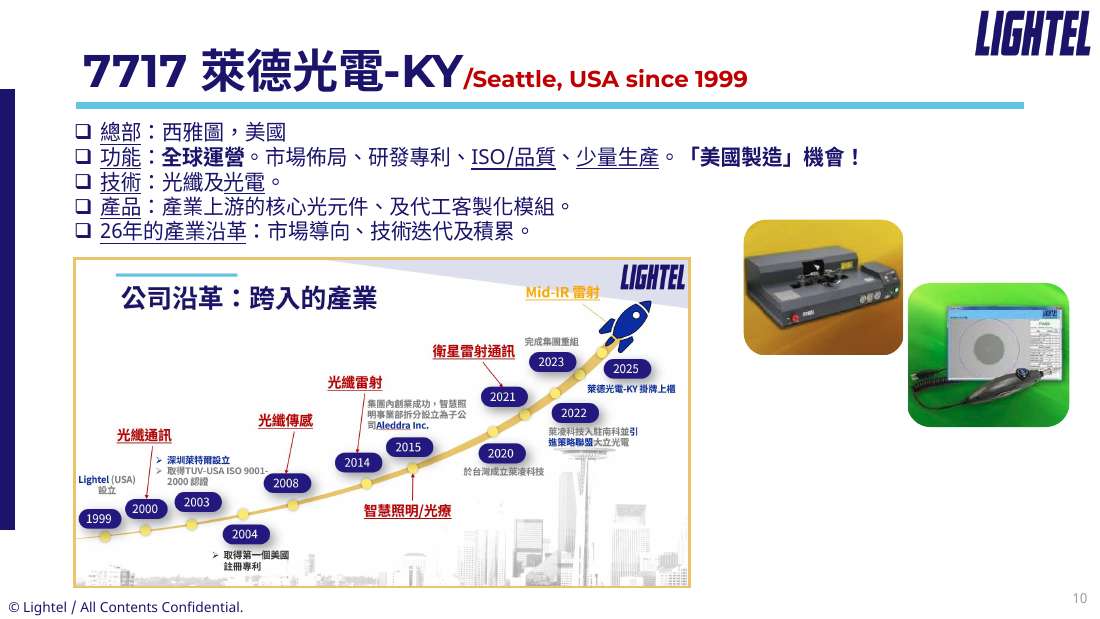 LIGHTEL
7717 萊德光電-KY/Seattle, USA since 1999
❑ 總部：西雅圖，美國
❑ 功能：全球運營。市場佈局、研發專利、ISO/品質、少量生產。「美國製造」機會！
❑ 技術：光纖及光電。
❑ 產品：產業上游的核心光元件、及代工客製化模組。
❑ 26年的產業沿革：市場導向、技術迭代及積累。
LIGHTEL
公司沿革：跨入的產業
Mid-IR 雷射
完成集團重組
衛星雷射通訊
2023
2025
萊德光電-KY 掛牌上櫃
光纖雷射
2021
集團內創業成功，智慧照
明事業部拆分設立為子公
司Aleddra Inc.
2022
萊凌科技入駐南科並引
進策略聯盟大立光電
光纖傳感
光纖通訊
2015
2020
於台灣成立萊凌科技
2014
➢ 深圳萊特爾設立
➢ 取得TUV-USA ISO 9001-
2000 認證
Lightel (USA)
設立
2008
2003
2000
1999
智慧照明/光療
2004
➢ 取得第一個美國
註冊專利
© Lightel / All Contents Confidential.
10